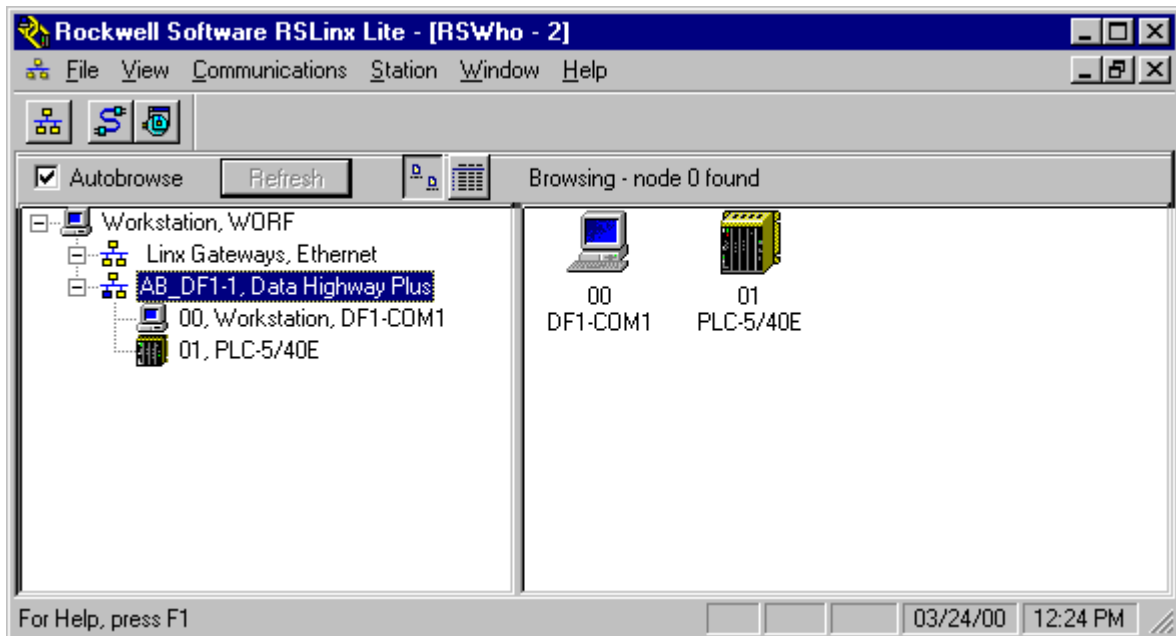 Rockwell Software RSLinx Lite - [RSWho - 2]
File View Communications Station Window Help
Autobrowse Refresh Browsing - node 0 found
Workstation, WORF
Linx Gateways, Ethernet
AB_DF1-1, Data Highway Plus
00, Workstation, DF1-COM1
01, PLC-5/40E
00 01
DF1-COM1 PLC-5/40E
For Help, press F1 03/24/00 12:24 PM